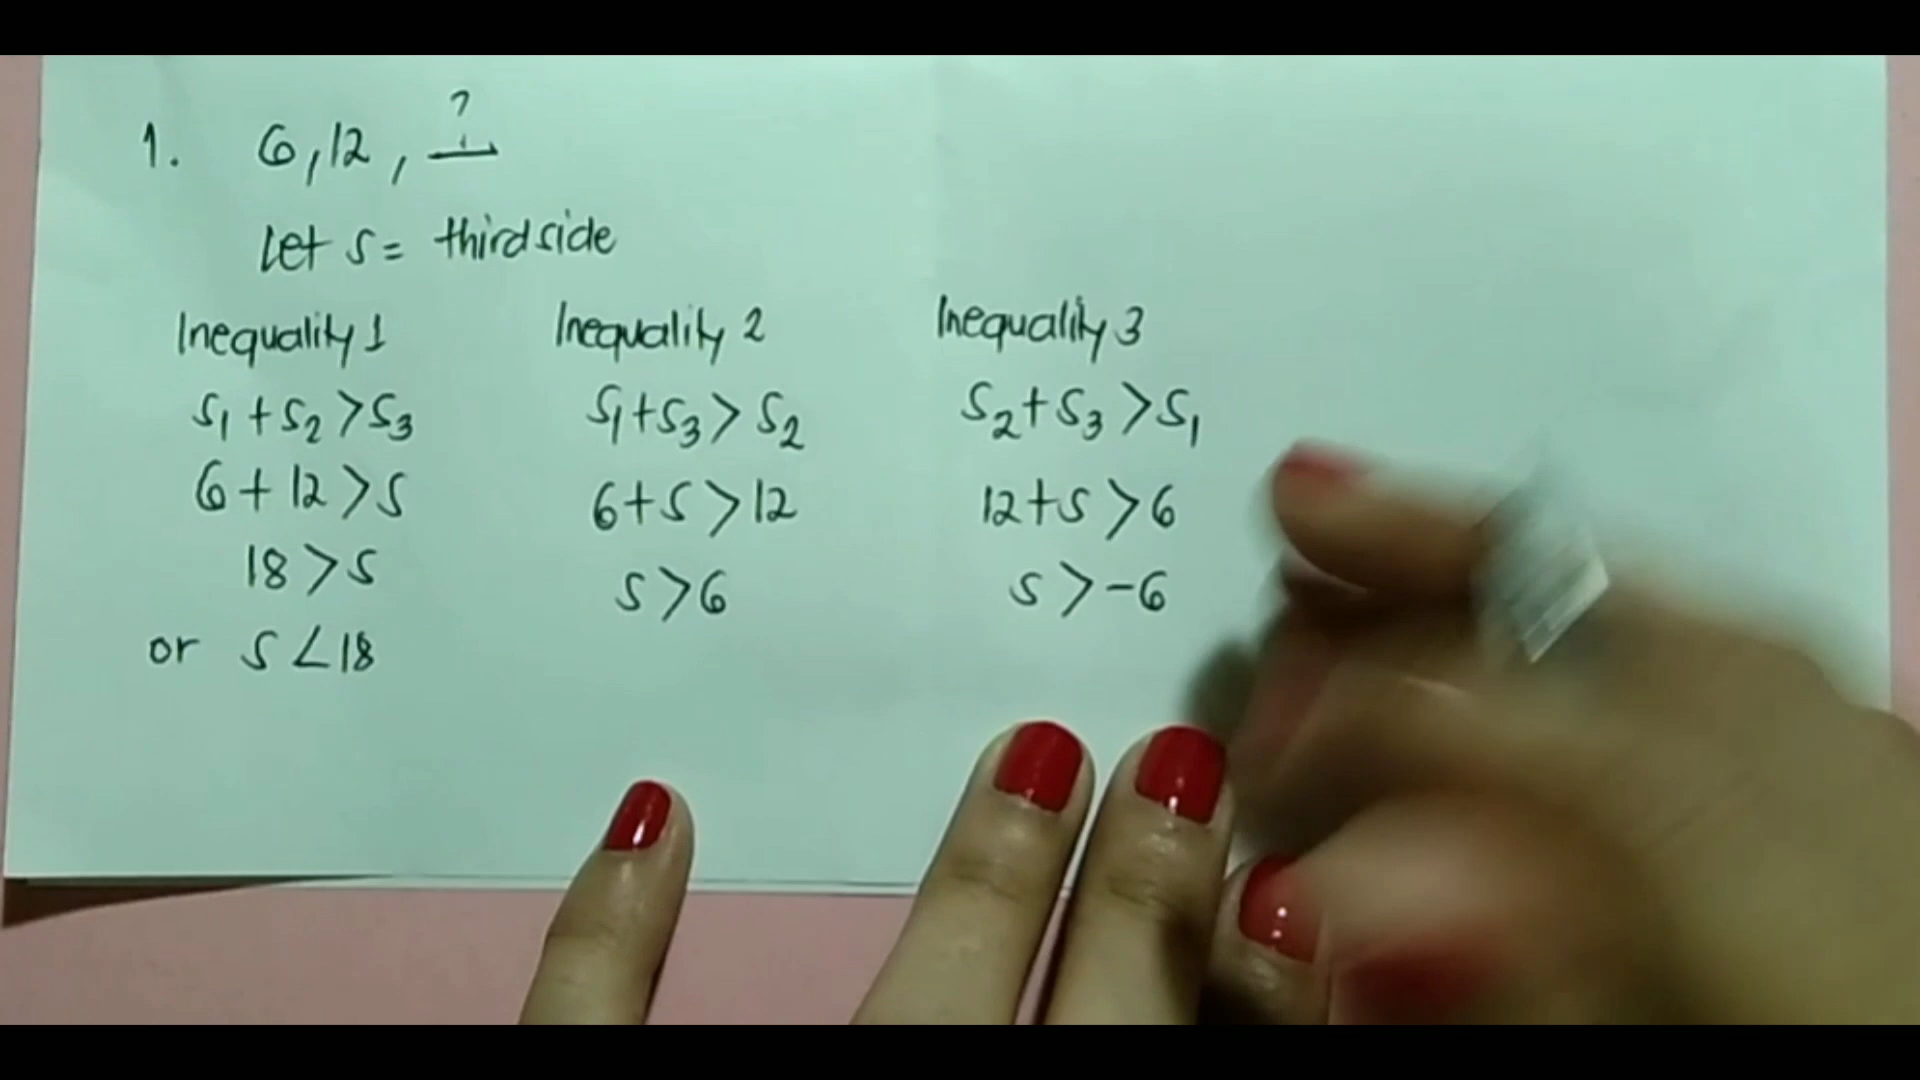 1. 6, 12, ?
Let s = third side
Inequality 1
s₁ + s₂ > s₃
6 + 12 > s
18 > s
or s < 18
Inequality 2
s₁ + s₃ > s₂
6 + s > 12
s > 6
Inequality 3
s₂ + s₃ > s₁
12 + s > 6
s > -6